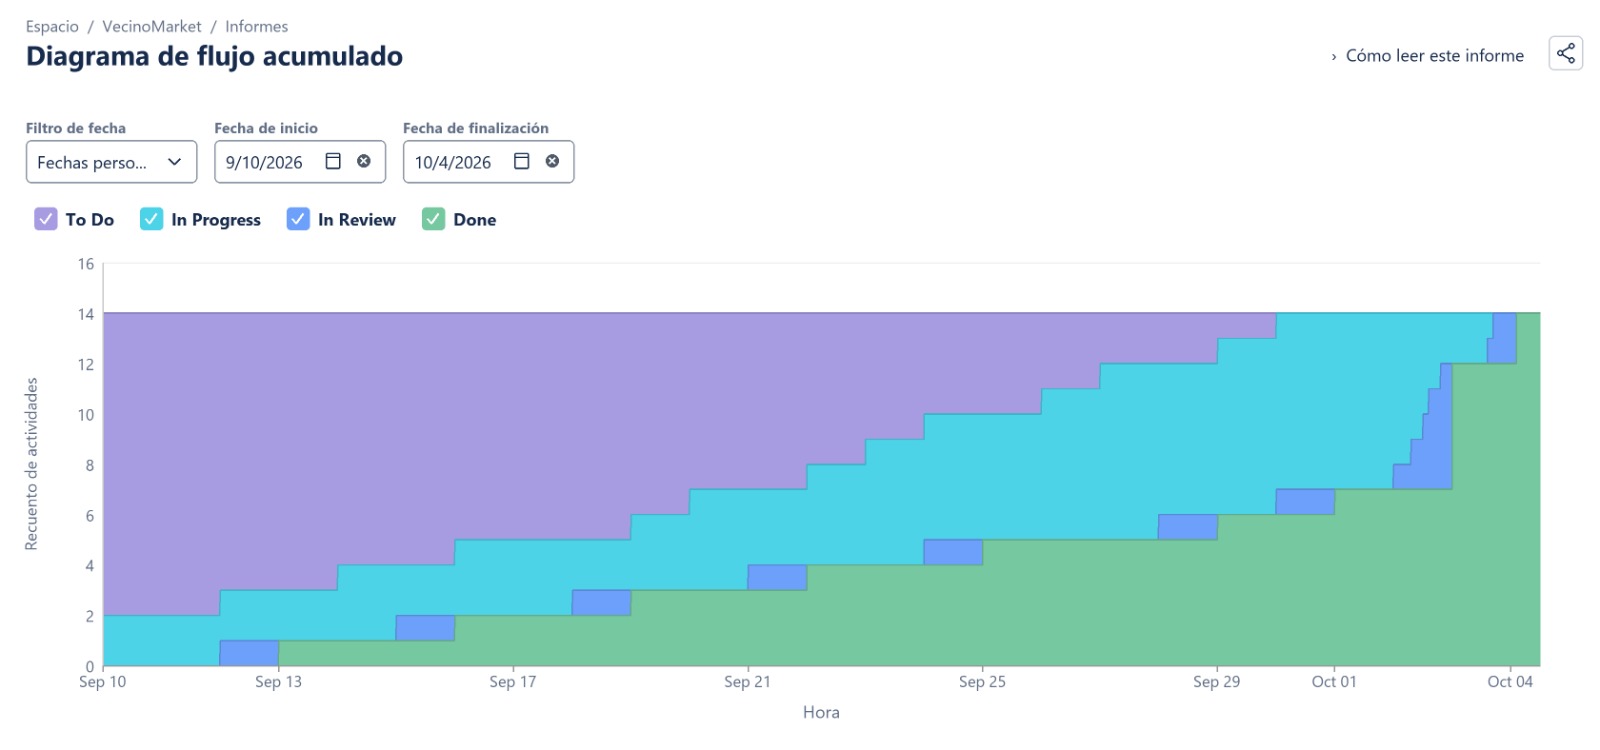 Espacio / VecinoMarket / Informes
Diagrama de flujo acumulado
› Cómo leer este informe
Filtro de fecha
Fecha de inicio
Fecha de finalización
Fechas perso...
9/10/2026
10/4/2026
To Do
In Progress
In Review
Done
16
14
12
10
8
6
4
2
0
Recuento de actividades
Sep 10
Sep 13
Sep 17
Sep 21
Sep 25
Sep 29
Oct 01
Oct 04
Hora